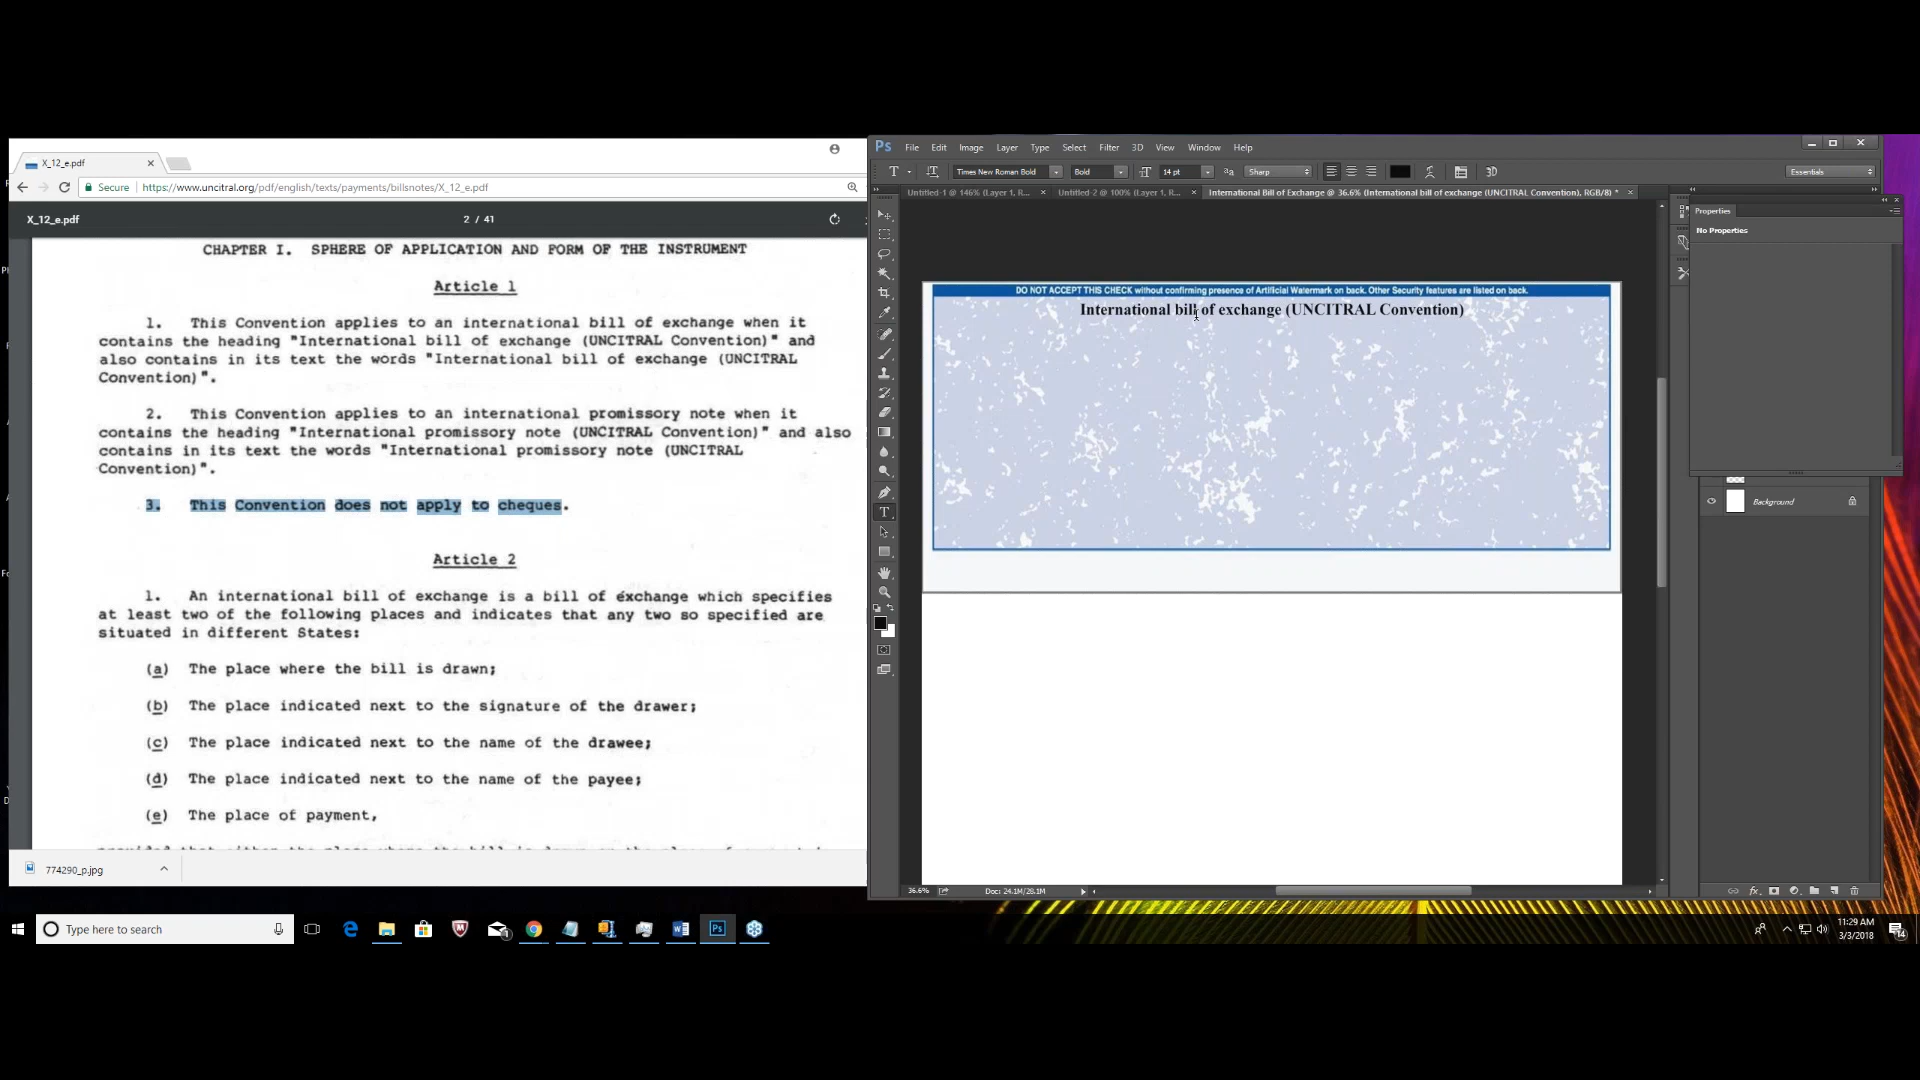 X_12_e.pdf
Secure
https://www.uncitral.org/pdf/english/texts/payments/billsnotes/X_12_e.pdf
X_12_e.pdf
2 / 41
CHAPTER I. SPHERE OF APPLICATION AND FORM OF THE INSTRUMENT
Article 1
1. This Convention applies to an international bill of exchange when it
contains the heading "International bill of exchange (UNCITRAL Convention)" and
also contains in its text the words "International bill of exchange (UNCITRAL
Convention)".
2. This Convention applies to an international promissory note when it
contains the heading "International promissory note (UNCITRAL Convention)" and also
contains in its text the words "International promissory note (UNCITRAL
Convention)".
3. This Convention does not apply to cheques.
Article 2
1. An international bill of exchange is a bill of exchange which specifies
at least two of the following places and indicates that any two so specified are
situated in different States:
(a) The place where the bill is drawn;
(b) The place indicated next to the signature of the drawer;
(c) The place indicated next to the name of the drawee;
(d) The place indicated next to the name of the payee;
(e) The place of payment,
774290_p.jpg
Ps File Edit Image Layer Type Select Filter 3D View Window Help
T Times New Roman Bold Bold 14 pt aa Sharp 3D Essentials
Untitled-1 @ 146% (Layer 1, R...
Untitled-2 @ 100% (Layer 1, R...
International Bill of Exchange @ 36.6% (International bill of exchange (UNCITRAL Convention), RGB/8) *
Properties
No Properties
DO NOT ACCEPT THIS CHECK without confirming presence of Artificial Watermark on back. Other Security features are listed on back.
International bill of exchange (UNCITRAL Convention)
Background
36.6%
Doc: 24.1M/28.1M
Type here to search
11:29 AM
3/3/2018
14